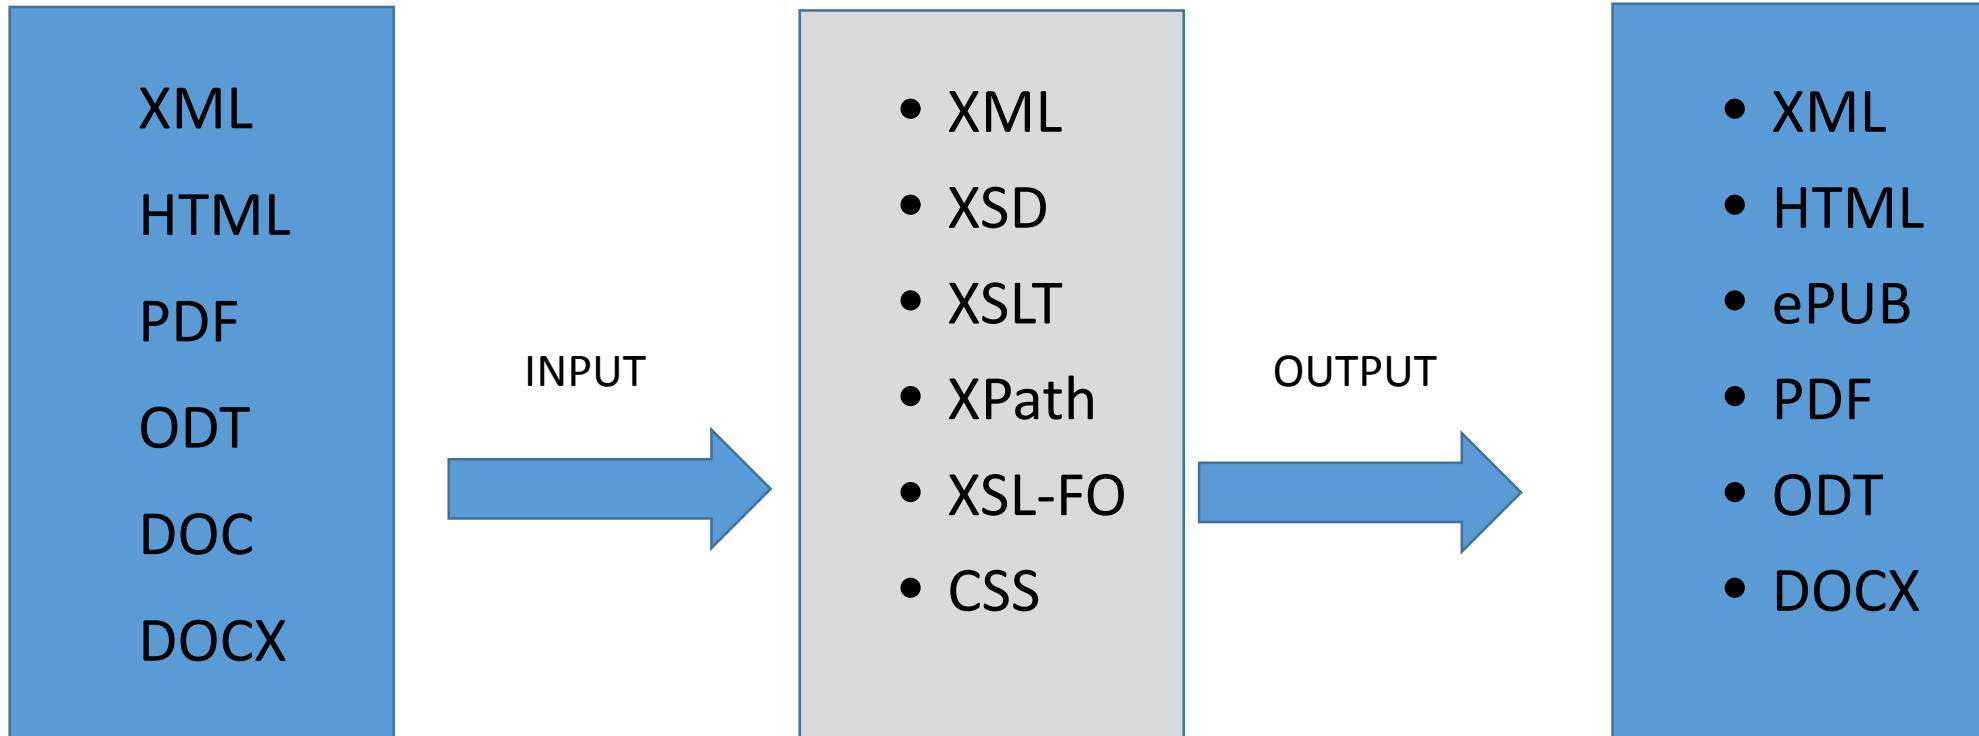 XML
HTML
PDF
ODT
DOC
DOCX
INPUT
• XML
• XSD
• XSLT
• XPath
• XSL-FO
• CSS
OUTPUT
• XML
• HTML
• ePUB
• PDF
• ODT
• DOCX